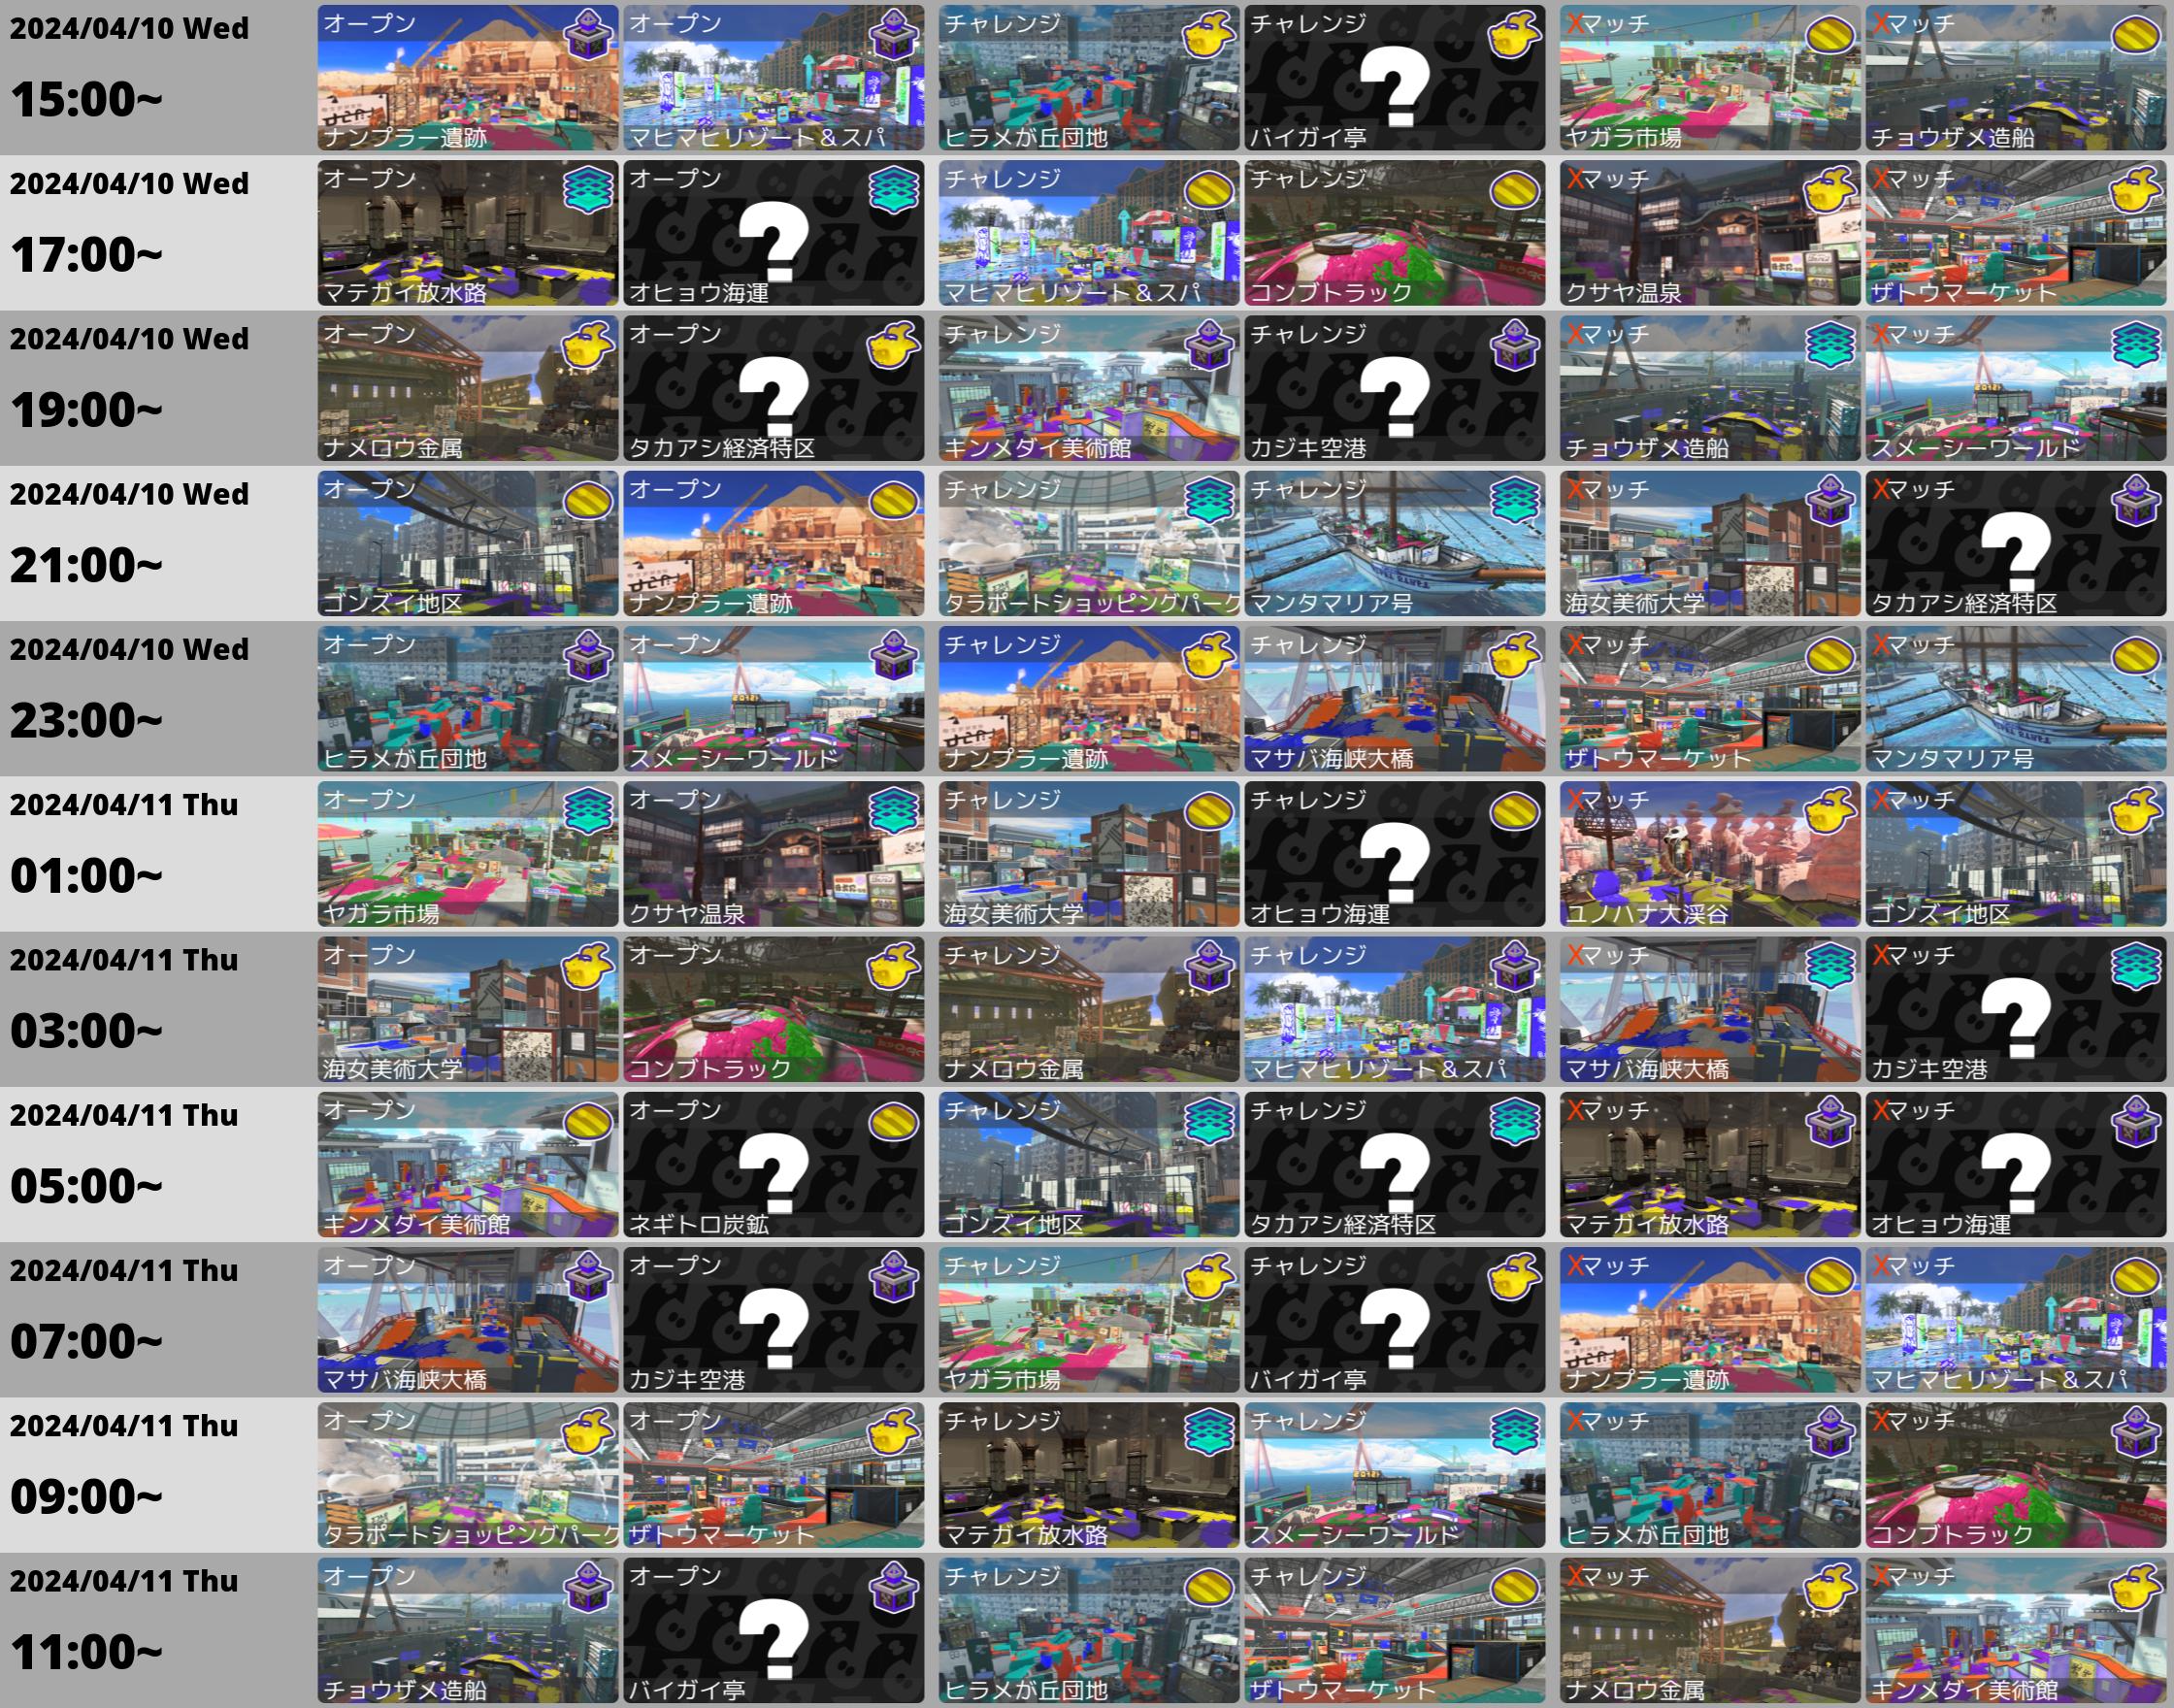 2024/04/10 Wed
15:00~
オープン オープン チャレンジ チャレンジ Xマッチ Xマッチ
ナンプラー遺跡 マヒマヒリゾート＆スパ ヒラメが丘団地 バイガイ亭 ヤガラ市場 チョウザメ造船
2024/04/10 Wed
17:00~
オープン オープン チャレンジ チャレンジ Xマッチ Xマッチ
マテガイ放水路 オヒョウ海運 マヒマヒリゾート＆スパ コンブトラック クサヤ温泉 ザトウマーケット
2024/04/10 Wed
19:00~
オープン オープン チャレンジ チャレンジ Xマッチ Xマッチ
ナメロウ金属 タカアシ経済特区 キンメダイ美術館 カジキ空港 チョウザメ造船 スメーシーワールド
2024/04/10 Wed
21:00~
オープン オープン チャレンジ チャレンジ Xマッチ Xマッチ
ゴンズイ地区 ナンプラー遺跡 タラポートショッピングパーク マンタマリア号 海女美術大学 タカアシ経済特区
2024/04/10 Wed
23:00~
オープン オープン チャレンジ チャレンジ Xマッチ Xマッチ
ヒラメが丘団地 スメーシーワールド ナンプラー遺跡 マサバ海峡大橋 ザトウマーケット マンタマリア号
2024/04/11 Thu
01:00~
オープン オープン チャレンジ チャレンジ Xマッチ Xマッチ
ヤガラ市場 クサヤ温泉 海女美術大学 オヒョウ海運 ユノハナ大渓谷 ゴンズイ地区
2024/04/11 Thu
03:00~
オープン オープン チャレンジ チャレンジ Xマッチ Xマッチ
海女美術大学 コンブトラック ナメロウ金属 マヒマヒリゾート＆スパ マサバ海峡大橋 カジキ空港
2024/04/11 Thu
05:00~
オープン オープン チャレンジ チャレンジ Xマッチ Xマッチ
キンメダイ美術館 ネギトロ炭鉱 ゴンズイ地区 タカアシ経済特区 マテガイ放水路 オヒョウ海運
2024/04/11 Thu
07:00~
オープン オープン チャレンジ チャレンジ Xマッチ Xマッチ
マサバ海峡大橋 カジキ空港 ヤガラ市場 バイガイ亭 ナンプラー遺跡 マヒマヒリゾート＆スパ
2024/04/11 Thu
09:00~
オープン オープン チャレンジ チャレンジ Xマッチ Xマッチ
タラポートショッピングパーク ザトウマーケット マテガイ放水路 スメーシーワールド ヒラメが丘団地 コンブトラック
2024/04/11 Thu
11:00~
オープン オープン チャレンジ チャレンジ Xマッチ Xマッチ
チョウザメ造船 バイガイ亭 ヒラメが丘団地 ザトウマーケット ナメロウ金属 キンメダイ美術館